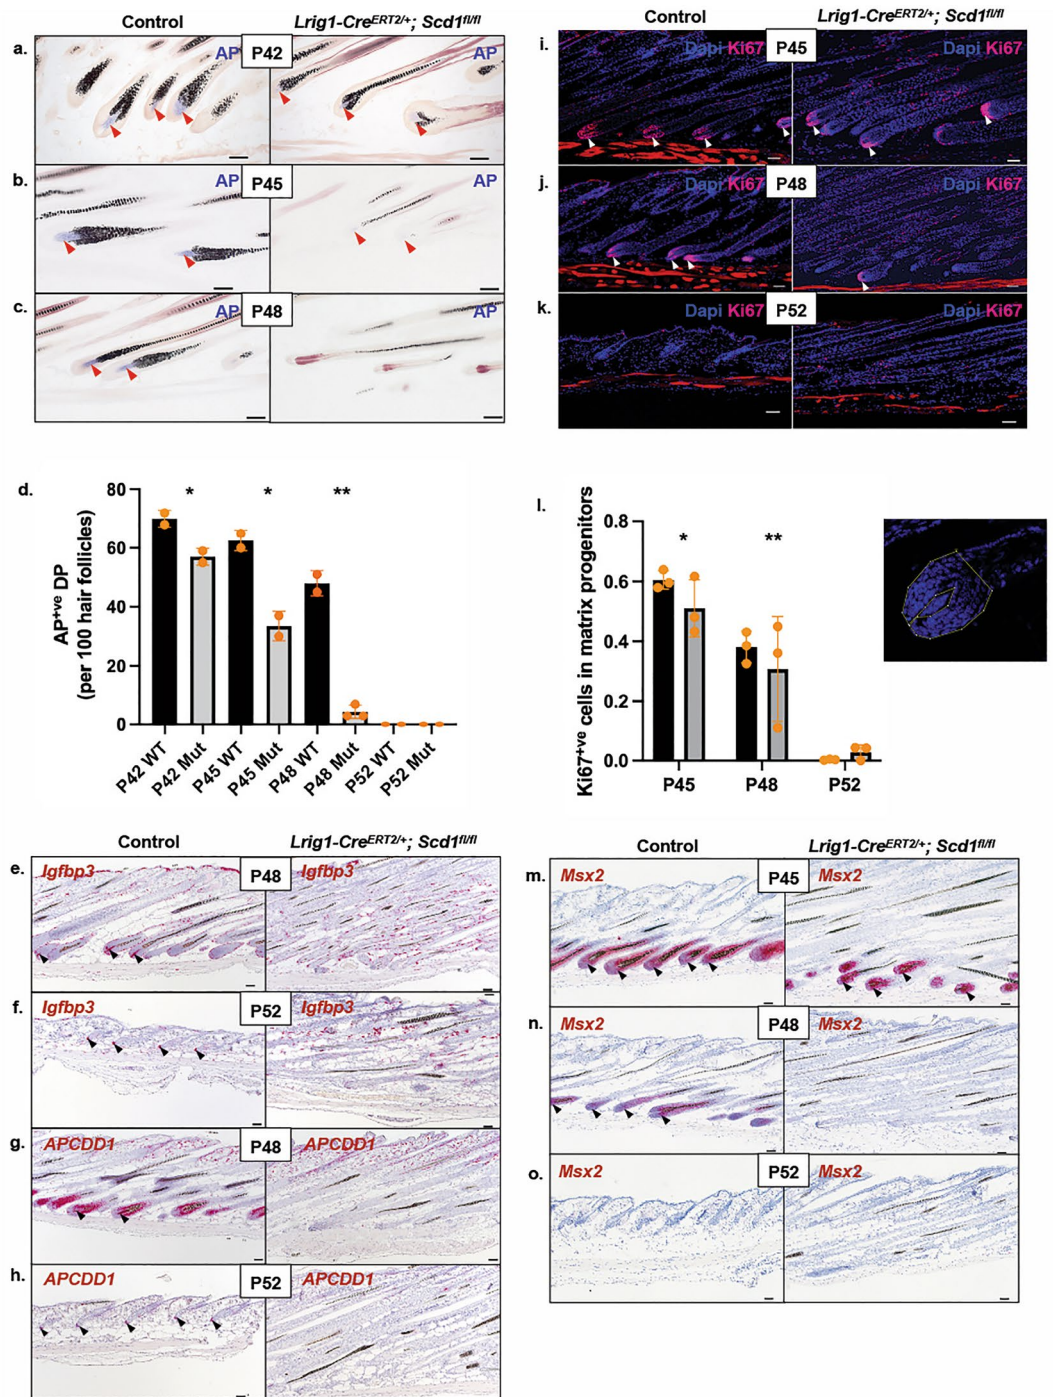 Control Lrig1-CreERT2/+; Scd1fl/fl
a. AP P42 AP
b. AP P45 AP
c. AP P48 AP
d.
AP+ve DP
(per 100 hair follicles)
80
60
40
20
0
P42 WT P42 Mut P45 WT P45 Mut P48 WT P48 Mut P52 WT P52 Mut
* * **
Control Lrig1-CreERT2/+; Scd1fl/fl
e. Igfbp3 P48 Igfbp3
f. Igfbp3 P52 Igfbp3
g. APCDD1 P48 APCDD1
h. APCDD1 P52 APCDD1
Control Lrig1-CreERT2/+; Scd1fl/fl
i. Dapi Ki67 P45 Dapi Ki67
j. Dapi Ki67 P48 Dapi Ki67
k. Dapi Ki67 P52 Dapi Ki67
l.
Ki67+ve cells in matrix progenitors
0.8
0.6
0.4
0.2
0.0
P45 P48 P52
* **
Control Lrig1-CreERT2/+; Scd1fl/fl
m. Msx2 P45 Msx2
n. Msx2 P48 Msx2
o. Msx2 P52 Msx2